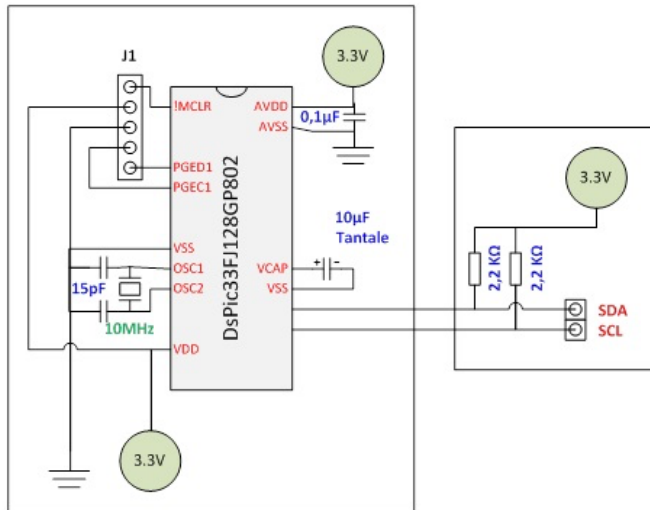 J1
3.3V
!MCLR
AVDD
0,1µF
AVSS
PGED1
PGEC1
DsPic33FJ128GP802
3.3V
10µF
Tantale
2,2 KΩ
2,2 KΩ
VSS
OSC1
15pF
OSC2
10MHz
VCAP
+ -
VSS
SDA
SCL
VDD
3.3V